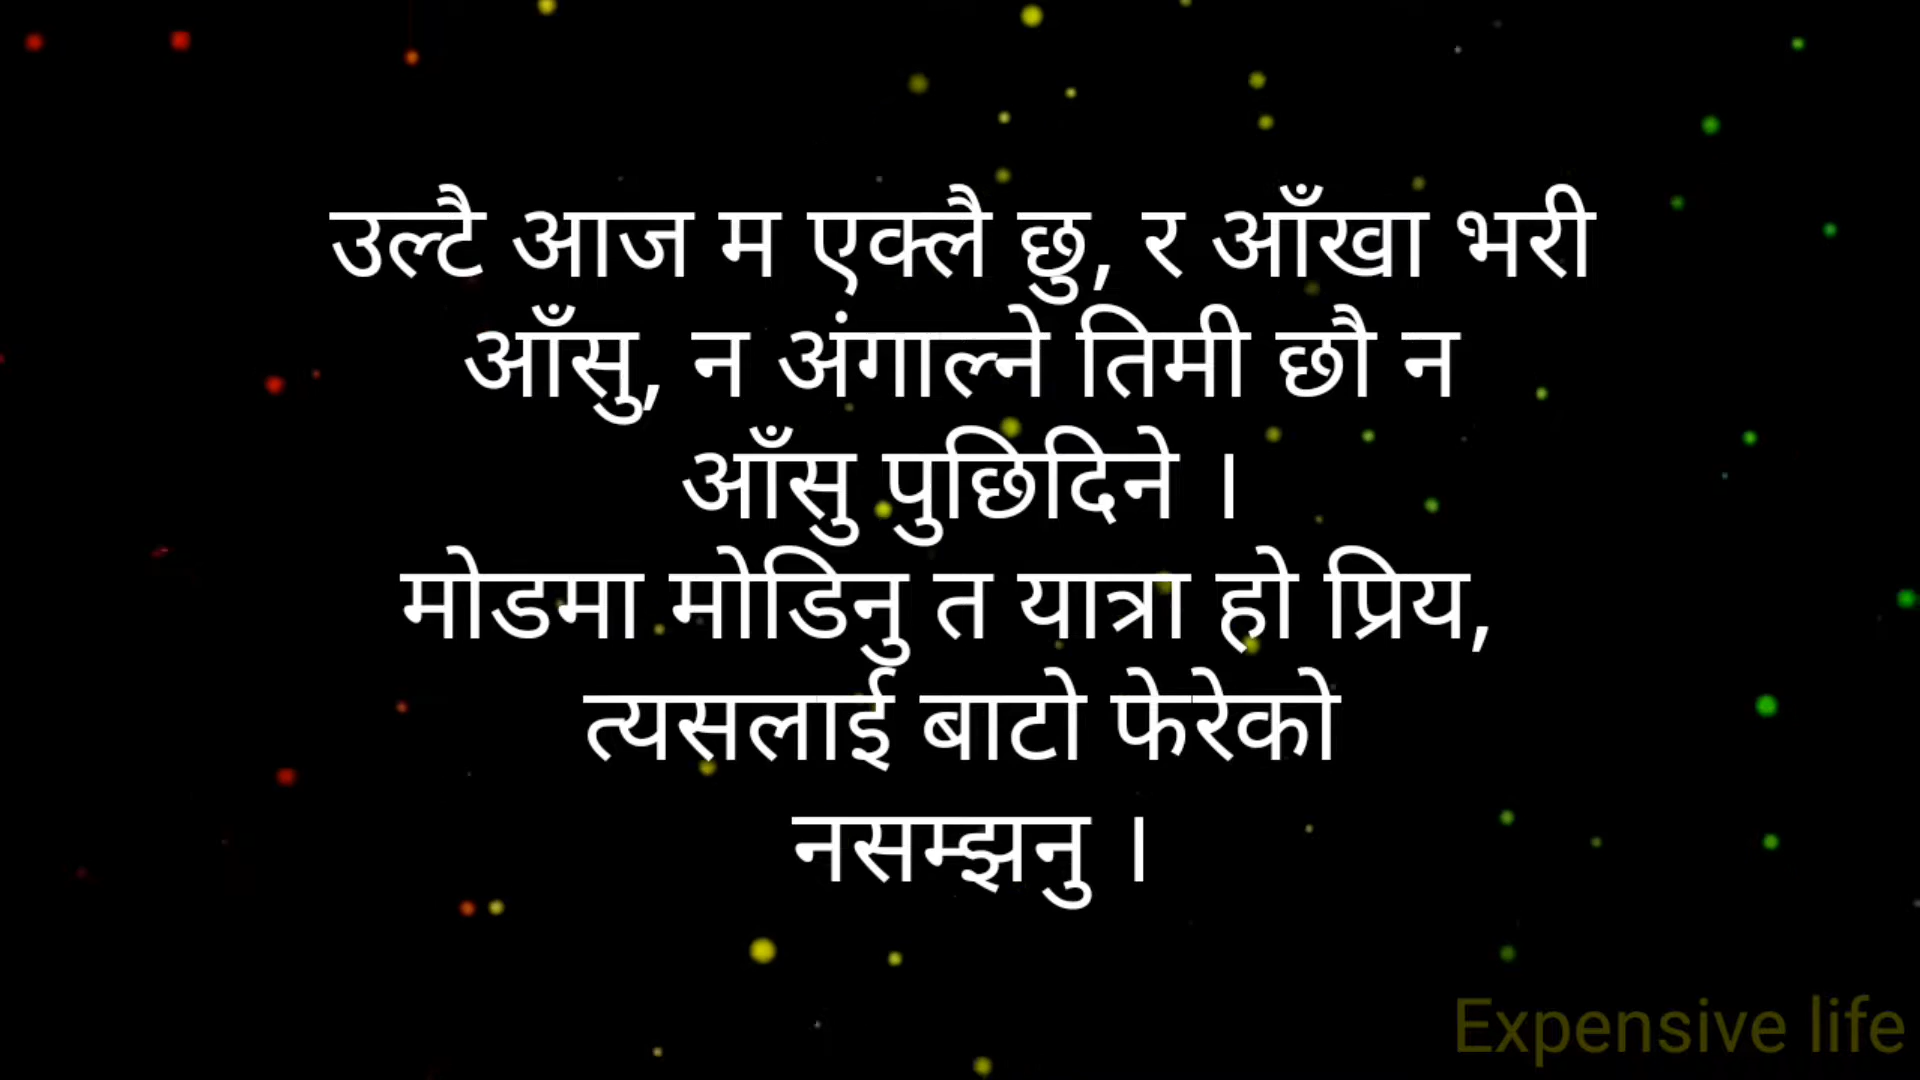 उल्टै आज म एक्लै छु, र आँखा भरी
आँसु, न अंगाल्ने तिमी छौ न
आँसु पुछिदिने ।
मोडमा मोडिनु त यात्रा हो प्रिय,
त्यसलाई बाटो फेरेको
नसम्झनु ।
Expensive life